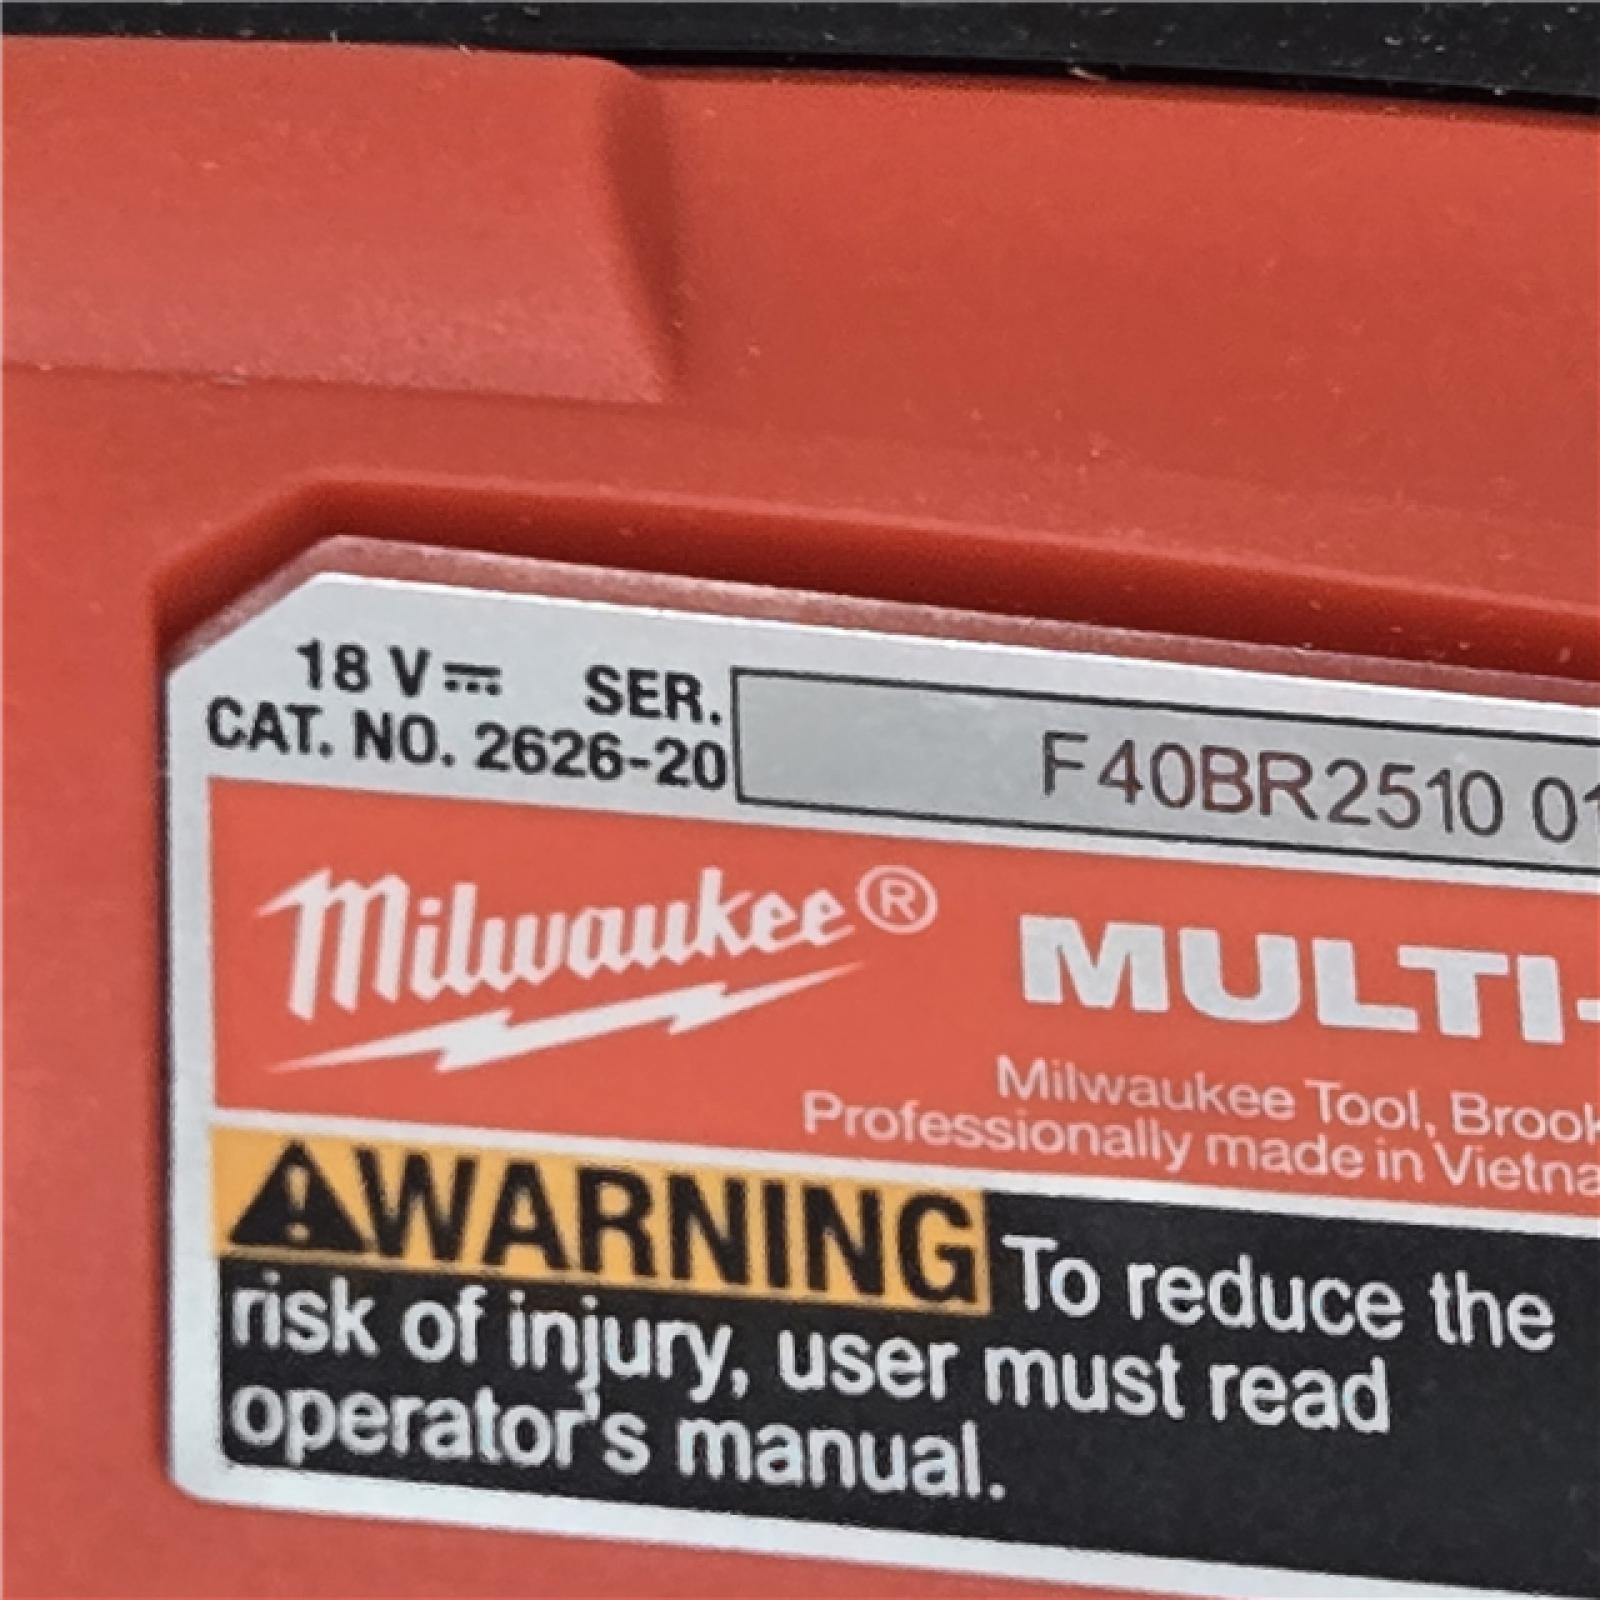 18 V⎓ SER. F40BR2510 01
CAT. NO. 2626-20
Milwaukee®
MULTI-
Milwaukee Tool, Brook
Professionally made in Vietna
⚠WARNING To reduce the
risk of injury, user must read
operator's manual.